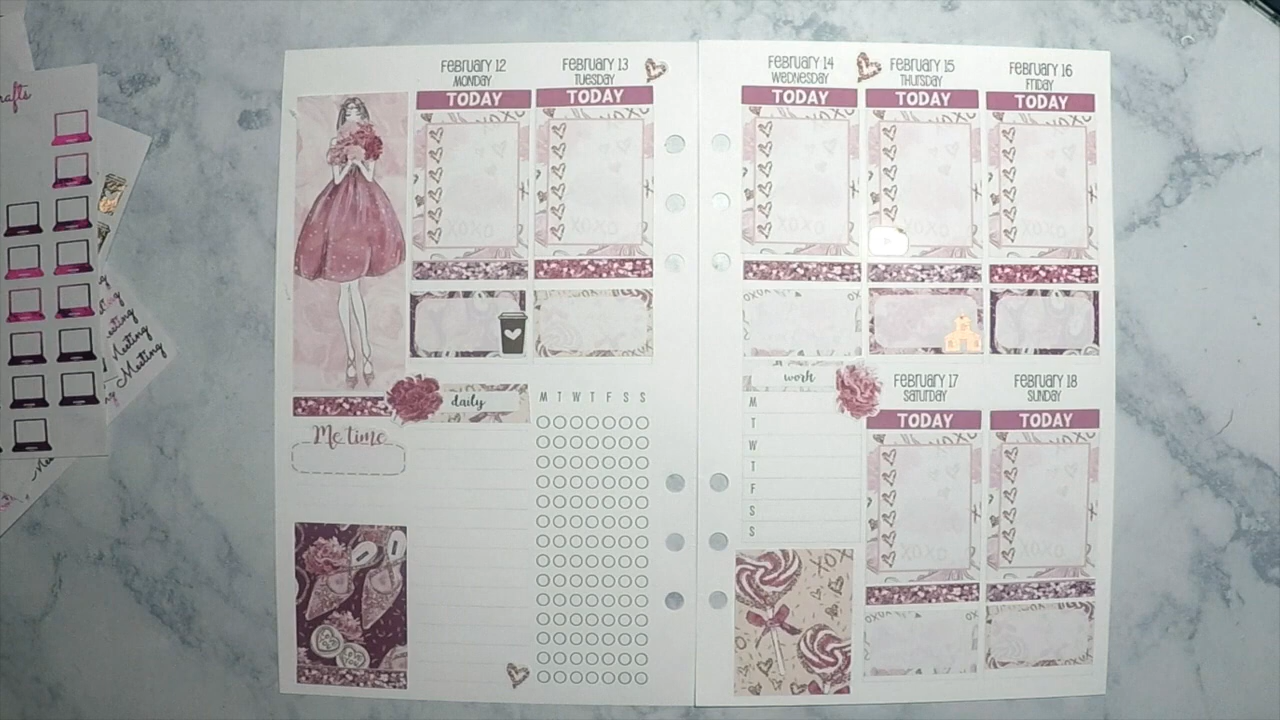 FEBRUARY 12
MONDAY
TODAY
FEBRUARY 13
TUESDAY
TODAY
daily
M T W T F S S
Me time
FEBRUARY 14
WEDNESDAY
TODAY
FEBRUARY 15
THURSDAY
TODAY
FEBRUARY 16
FRIDAY
TODAY
work
M
T
W
T
F
S
S
FEBRUARY 17
SATURDAY
TODAY
FEBRUARY 18
SUNDAY
TODAY
XOX
Meeting
Meeting